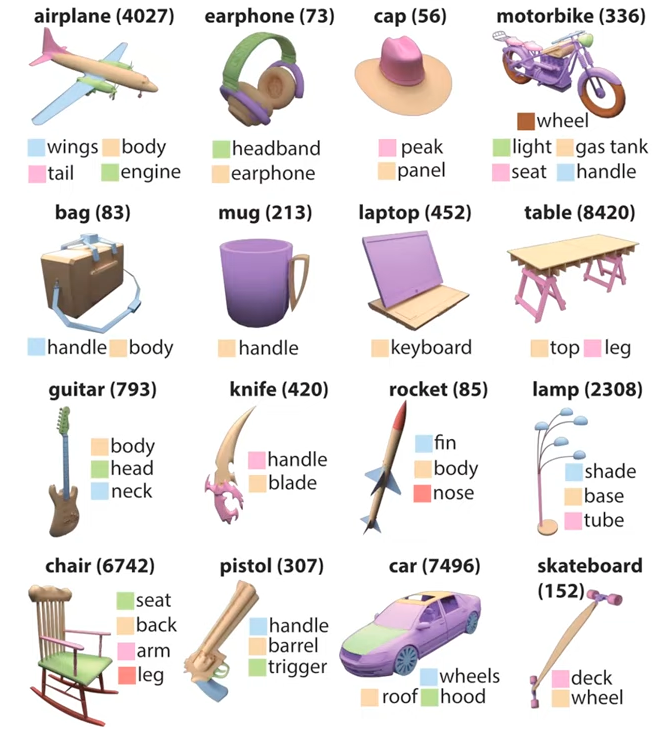 airplane (4027) earphone (73) cap (56) motorbike (336)
wheel
wings body headband peak light gas tank
tail engine earphone panel seat handle
bag (83) mug (213) laptop (452) table (8420)
handle body handle keyboard top leg
guitar (793) knife (420) rocket (85) lamp (2308)
body
head
neck
handle
blade
fin
body
nose
shade
base
tube
chair (6742) pistol (307) car (7496) skateboard
(152)
seat
back
arm
leg
handle
barrel
trigger
wheels
roof hood
deck
wheel